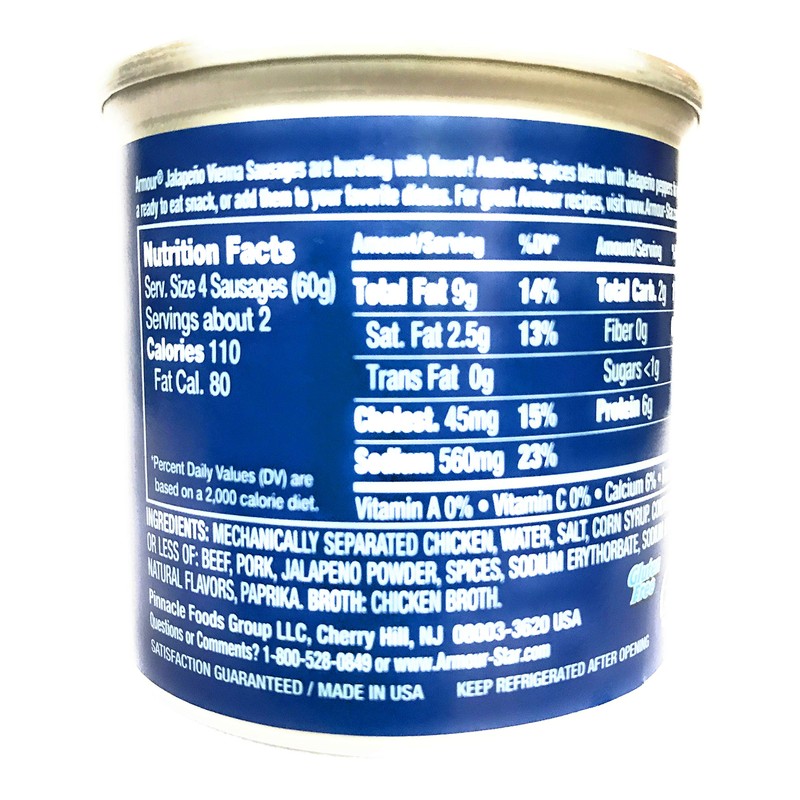 Armour® Jalapeño Vienna Sausages are bursting with flavor! Authentic spices blend with Jalapeño peppers
a ready to eat snack, or add them to your favorite dishes. For great Armour recipes, visit www.Armour-Star.
Nutrition Facts
Serv. Size 4 Sausages (60g)
Servings about 2
Calories 110
Fat Cal. 80
*Percent Daily Values (DV) are
based on a 2,000 calorie diet.
Amount/Serving %DV*
Total Fat 9g 14%
Sat. Fat 2.5g 13%
Trans Fat 0g
Cholest. 45mg 15%
Sodium 560mg 23%
Amount/Serving
Total Carb. 2g
Fiber 0g
Sugars <1g
Protein 6g
Vitamin A 0% • Vitamin C 0% • Calcium 6% •
INGREDIENTS: MECHANICALLY SEPARATED CHICKEN, WATER, SALT, CORN SYRUP.
OR LESS OF: BEEF, PORK, JALAPENO POWDER, SPICES, SODIUM ERYTHORBATE,
NATURAL FLAVORS, PAPRIKA. BROTH: CHICKEN BROTH.
Gluten
Free
Pinnacle Foods Group LLC, Cherry Hill, NJ 08003-3620 USA
Questions or Comments? 1-800-528-0849 or www.Armour-Star.com
SATISFACTION GUARANTEED / MADE IN USA KEEP REFRIGERATED AFTER OPENING